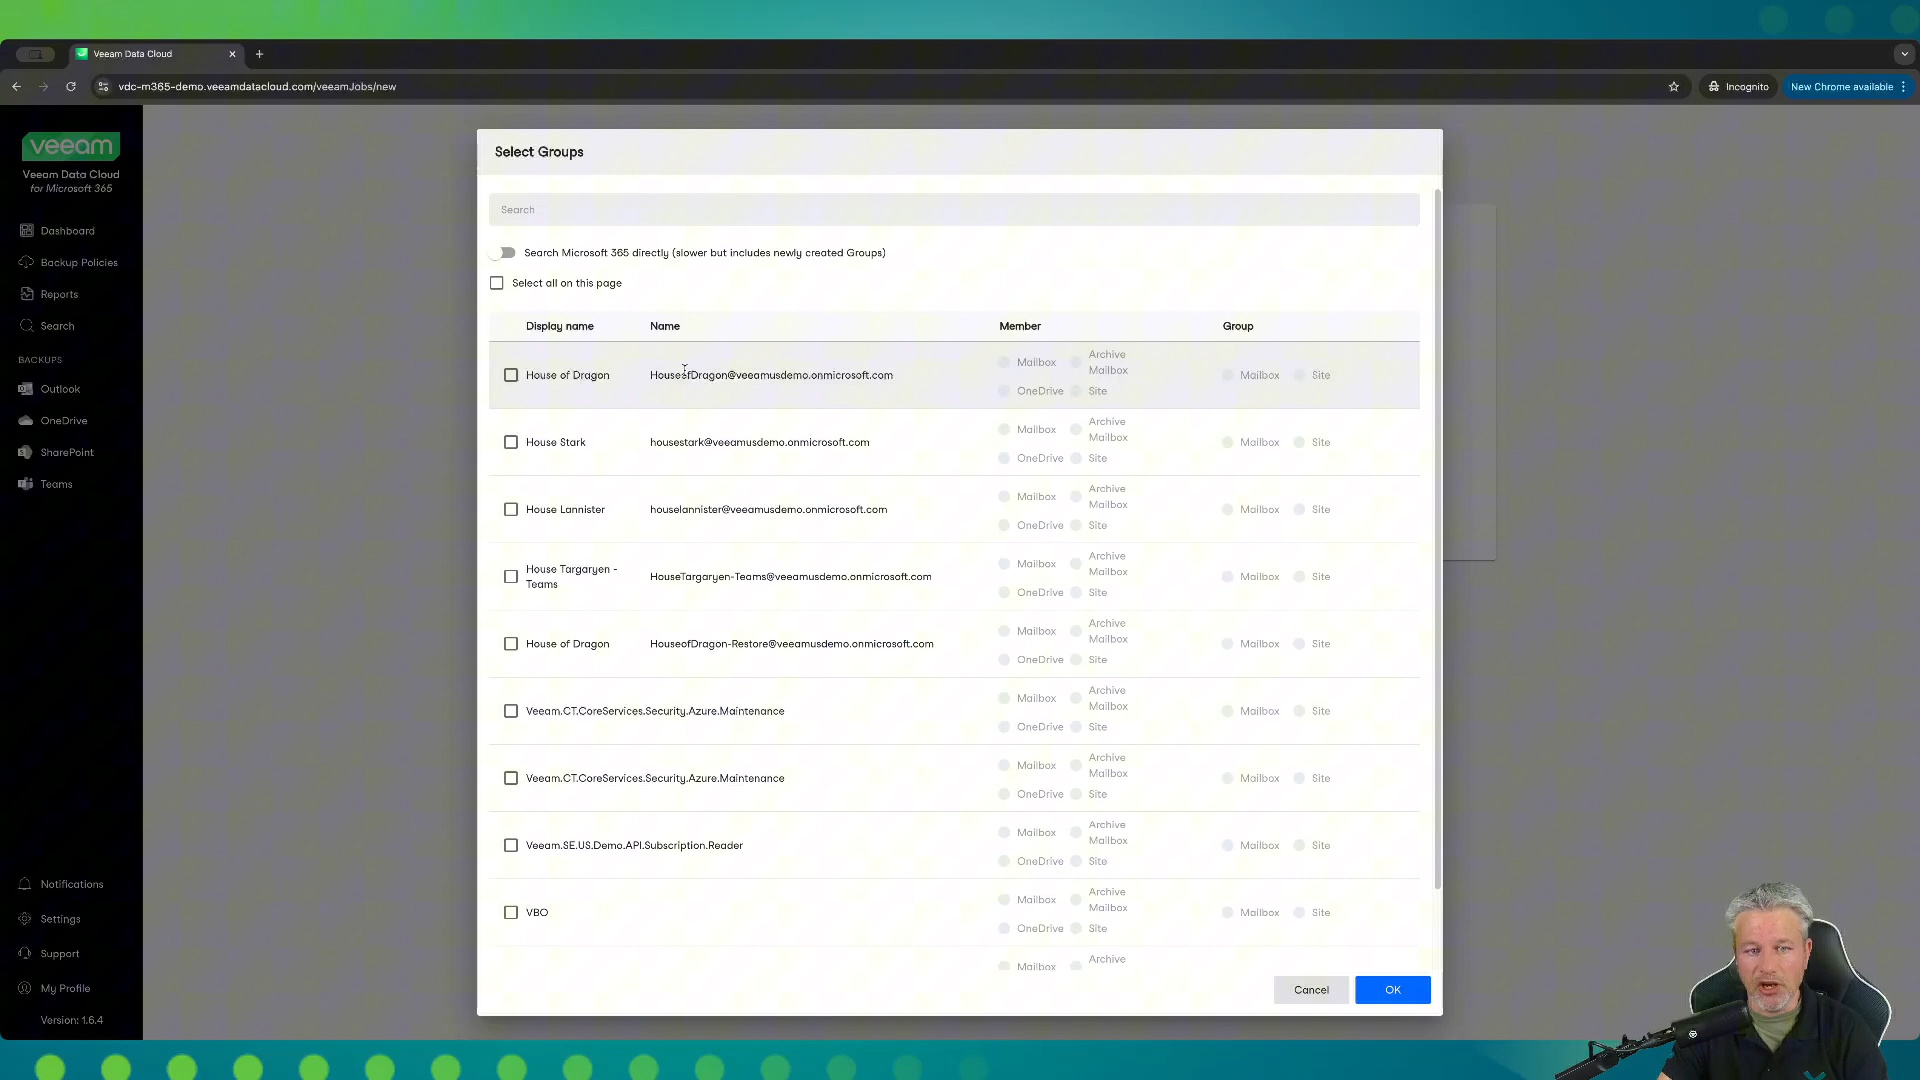 Veeam Data Cloud
vdc-m365-demo.veeamdatacloud.com/veeamJobs/new
Incognito
New Chrome available
veeam
Veeam Data Cloud
for Microsoft 365
Dashboard
Backup Policies
Reports
Search
BACKUPS
Outlook
OneDrive
SharePoint
Teams
Notifications
Settings
Support
My Profile
Version: 1.6.4
Select Groups
Search
Search Microsoft 365 directly (slower but includes newly created Groups)
Select all on this page
Display name Name Member Group
House of Dragon HouseofDragon@veeamusdemo.onmicrosoft.com Mailbox Archive Mailbox OneDrive Site Mailbox Site
House Stark housestark@veeamusdemo.onmicrosoft.com Mailbox Archive Mailbox OneDrive Site Mailbox Site
House Lannister houselannister@veeamusdemo.onmicrosoft.com Mailbox Archive Mailbox OneDrive Site Mailbox Site
House Targaryen - Teams HouseTargaryen-Teams@veeamusdemo.onmicrosoft.com Mailbox Archive Mailbox OneDrive Site Mailbox Site
House of Dragon HouseofDragon-Restore@veeamusdemo.onmicrosoft.com Mailbox Archive Mailbox OneDrive Site Mailbox Site
Veeam.CT.CoreServices.Security.Azure.Maintenance Mailbox Archive Mailbox OneDrive Site Mailbox Site
Veeam.CT.CoreServices.Security.Azure.Maintenance Mailbox Archive Mailbox OneDrive Site Mailbox Site
Veeam.SE.US.Demo.API.Subscription.Reader Mailbox Archive Mailbox OneDrive Site Mailbox Site
VBO Mailbox Archive Mailbox OneDrive Site Mailbox Site
Mailbox Archive
Cancel
OK